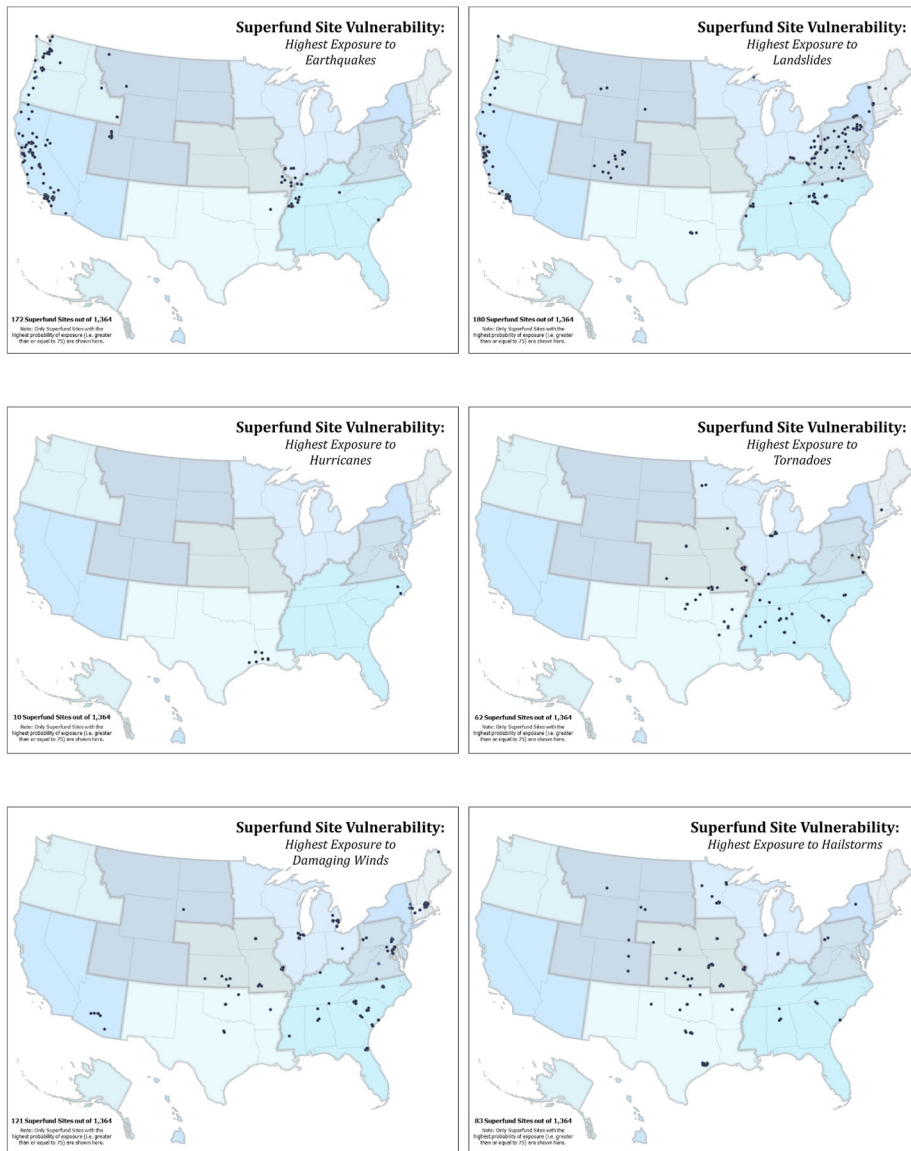 Superfund Site Vulnerability:
Highest Exposure to
Earthquakes
172 Superfund Sites out of 1,364
Note: Only Superfund Sites with the
highest probability of exposure (i.e. greater
than or equal to 75) are shown here.
Superfund Site Vulnerability:
Highest Exposure to
Landslides
180 Superfund Sites out of 1,364
Note: Only Superfund Sites with the
highest probability of exposure (i.e. greater
than or equal to 75) are shown here.
Superfund Site Vulnerability:
Highest Exposure to
Hurricanes
10 Superfund Sites out of 1,364
Note: Only Superfund Sites with the
highest probability of exposure (i.e. greater
than or equal to 75) are shown here.
Superfund Site Vulnerability:
Highest Exposure to
Tornadoes
62 Superfund Sites out of 1,364
Note: Only Superfund Sites with the
highest probability of exposure (i.e. greater
than or equal to 75) are shown here.
Superfund Site Vulnerability:
Highest Exposure to
Damaging Winds
121 Superfund Sites out of 1,364
Note: Only Superfund Sites with the
highest probability of exposure (i.e. greater
than or equal to 75) are shown here.
Superfund Site Vulnerability:
Highest Exposure to Hailstorms
83 Superfund Sites out of 1,364
Note: Only Superfund Sites with the
highest probability of exposure (i.e. greater
than or equal to 75) are shown here.